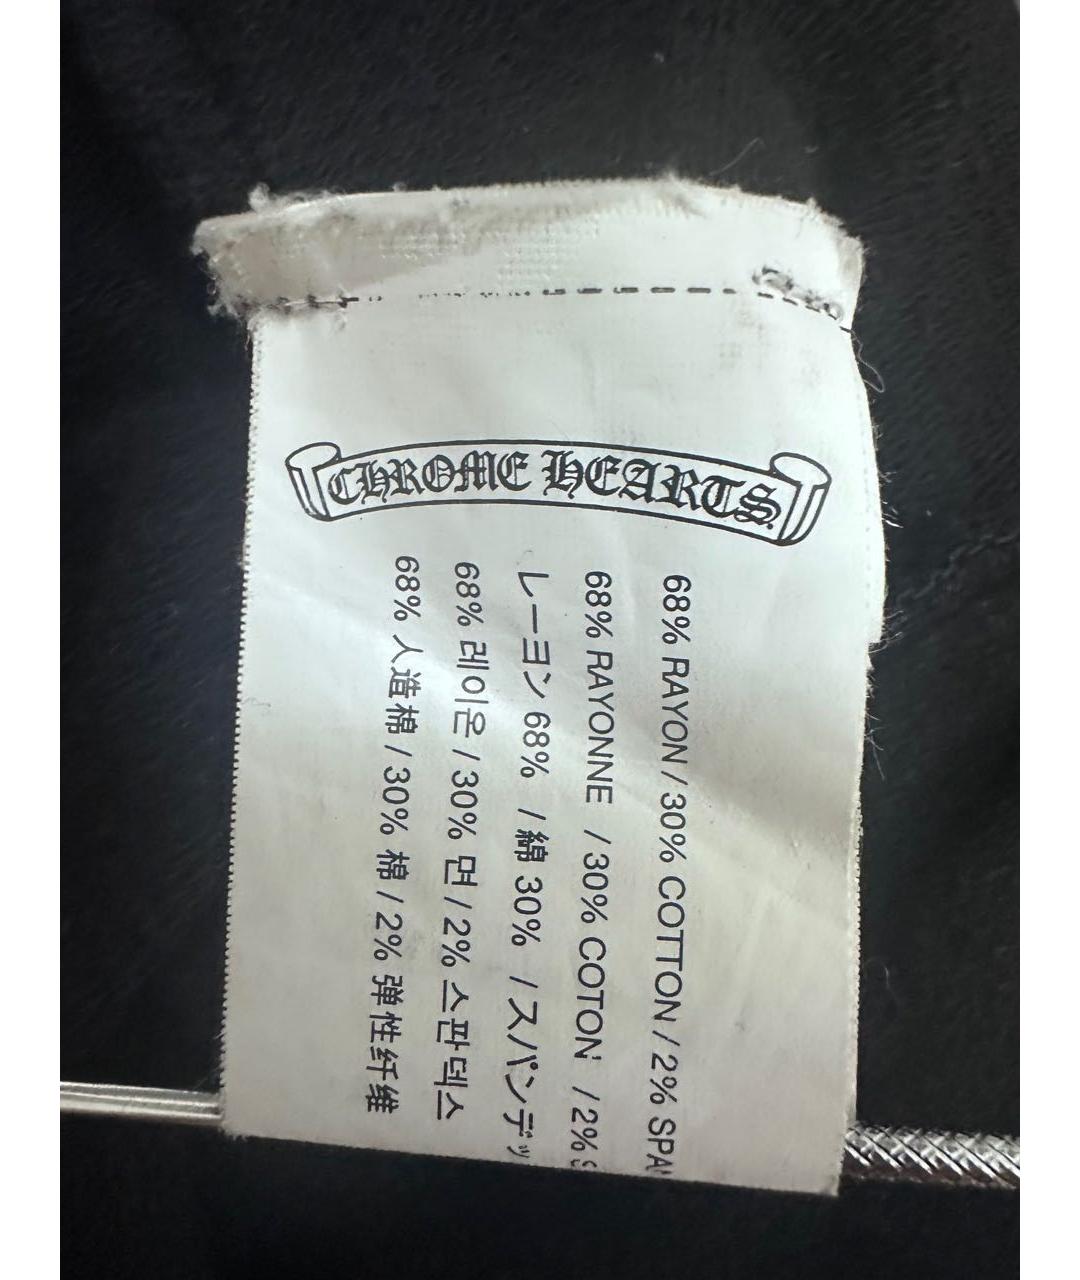 CHROME HEARTS
68% RAYON / 30% COTTON / 2% SPA
68% RAYONNE / 30% COTON / 2% S
レーヨン 68% / 綿 30% / スパンデッ
68% 레이온 / 30% 면 / 2% 스판덱스
68% 人造棉 / 30% 棉 / 2% 弹性纤维